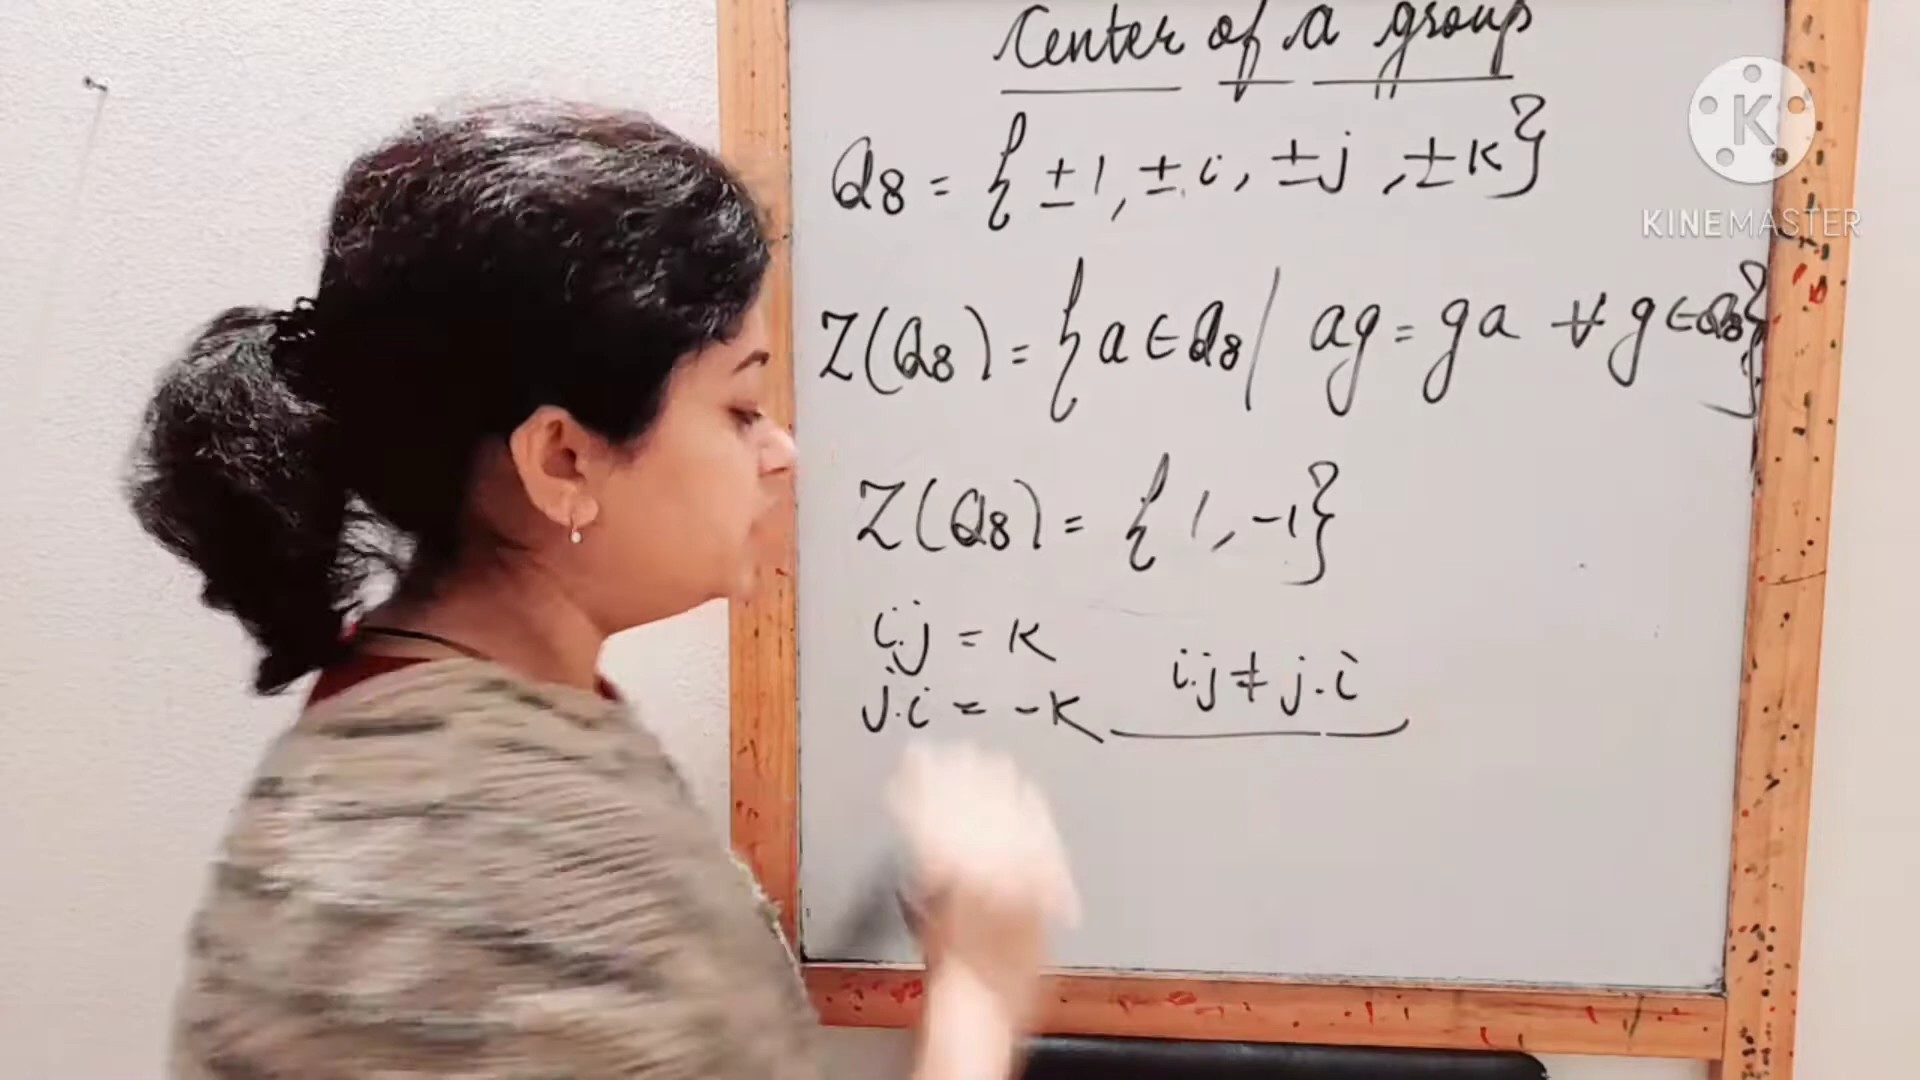 Center of a group
Q8 = {±1, ±i, ±j, ±k}
Z(Q8) = {a ∈ Q8 / ag = ga ∀ g ∈ Q8}
Z(Q8) = {1, -1}
i.j = k
j.i = -k
i.j ≠ j.i
K
KINEMASTER